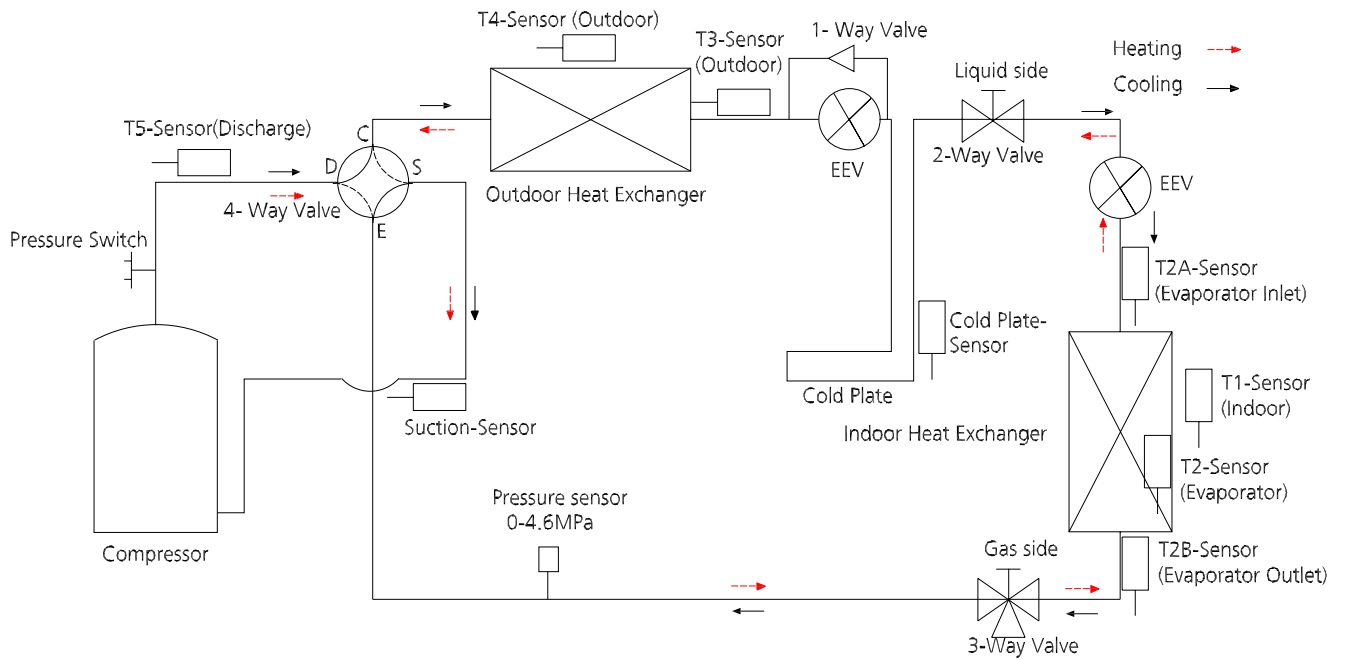 T4-Sensor (Outdoor)
T3-Sensor
(Outdoor)
1- Way Valve
Heating
Cooling
Liquid side
T5-Sensor(Discharge)
C
D
S
E
4- Way Valve
Outdoor Heat Exchanger
EEV
2-Way Valve
EEV
Pressure Switch
T2A-Sensor
(Evaporator Inlet)
Cold Plate-
Sensor
Cold Plate
T1-Sensor
(Indoor)
Suction-Sensor
Indoor Heat Exchanger
T2-Sensor
(Evaporator)
Pressure sensor
0-4.6MPa
Compressor
Gas side
T2B-Sensor
(Evaporator Outlet)
3-Way Valve